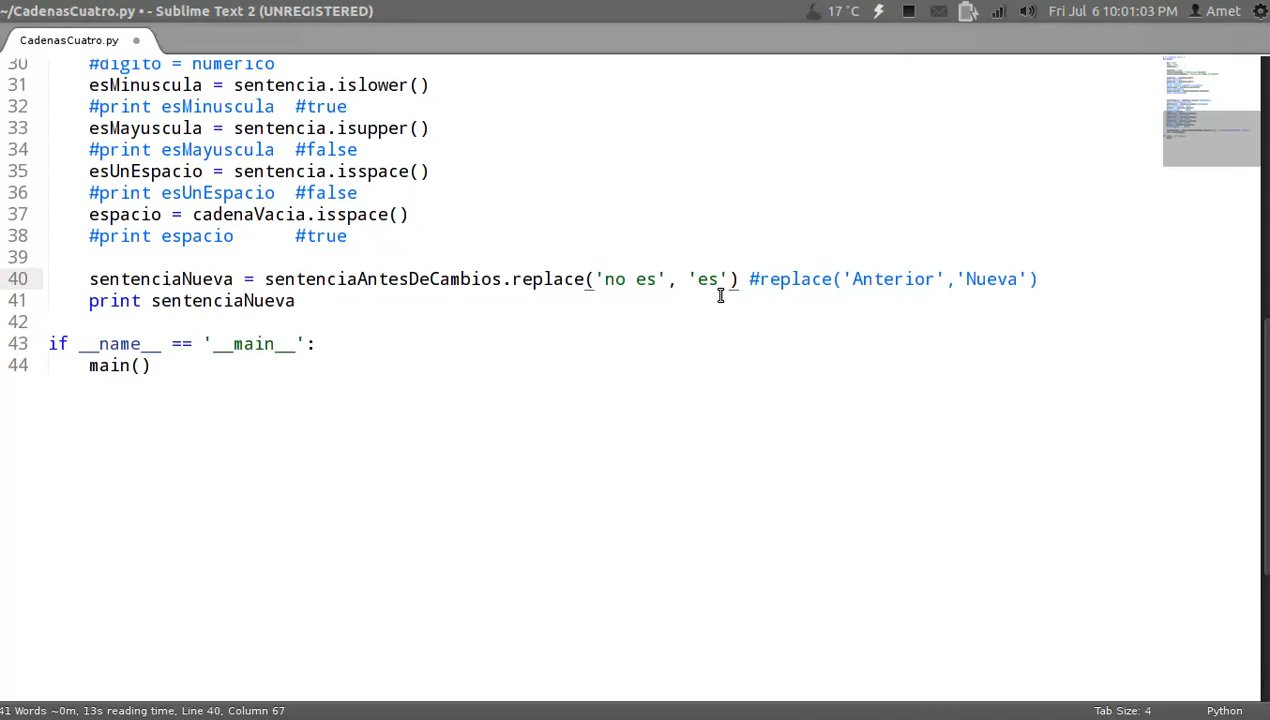 ~/CadenasCuatro.py • - Sublime Text 2 (UNREGISTERED) 17 °C Fri Jul 6 10:01:03 PM Amet
CadenasCuatro.py
30 #digito = numerico
31 esMinuscula = sentencia.islower()
32 #print esMinuscula #true
33 esMayuscula = sentencia.isupper()
34 #print esMayuscula #false
35 esUnEspacio = sentencia.isspace()
36 #print esUnEspacio #false
37 espacio = cadenaVacia.isspace()
38 #print espacio #true
39
40 sentenciaNueva = sentenciaAntesDeCambios.replace('no es', 'es') #replace('Anterior','Nueva')
41 print sentenciaNueva
42
43 if __name__ == '__main__':
44 main()
41 Words ~0m, 13s reading time, Line 40, Column 67 Tab Size: 4 Python